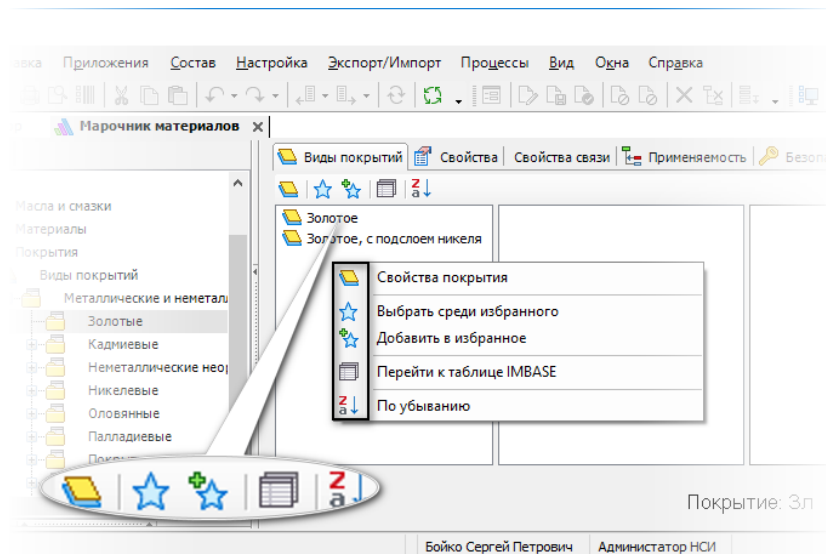 Приложения Состав Настройка Экспорт/Импорт Процессы Вид Окна Справка
Марочник материалов
Виды покрытий Свойства Свойства связи Применяемость
Масла и смазки
Материалы
Покрытия
Виды покрытий
Металлические и неметалл
Золотые
Кадмиевые
Неметаллические неор
Никелевые
Оловянные
Палладиевые
Золотое
Золотое, с подслоем никеля
Свойства покрытия
Выбрать среди избранного
Добавить в избранное
Перейти к таблице IMBASE
По убыванию
Покрытие: Зл
Бойко Сергей Петрович Администатор НСИ